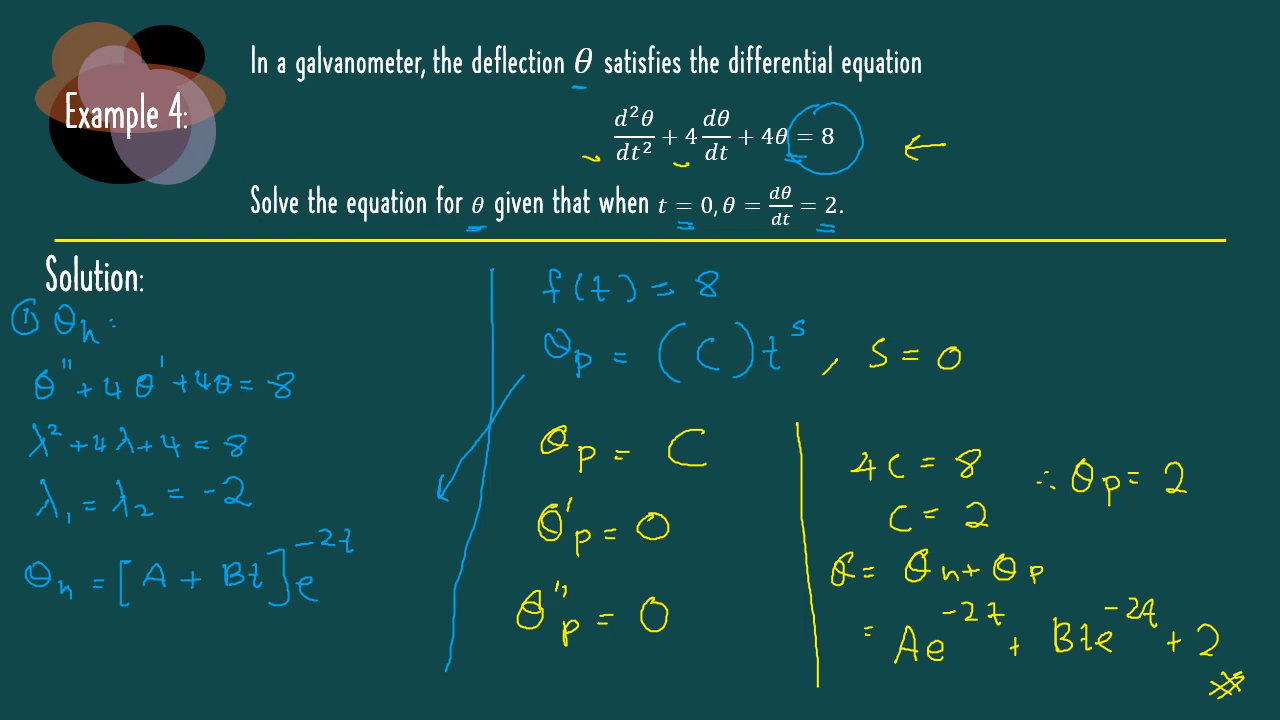 Example 4:
In a galvanometer, the deflection θ satisfies the differential equation
d²θ/dt² + 4 dθ/dt + 4θ = 8
Solve the equation for θ given that when t = 0, θ = dθ/dt = 2.
Solution:
① θₕ:
θ'' + 4θ' + 4θ = 8
λ² + 4λ + 4 = 8
λ₁ = λ₂ = -2
θₕ = [A + Bt]e^(-2t)
f(t) = 8
θₚ = (C)t^s, s = 0
θₚ = C
θ'ₚ = 0
θ''ₚ = 0
4C = 8
C = 2
∴ θₚ = 2
θ = θₕ + θₚ
= Ae^(-2t) + Bte^(-2t) + 2